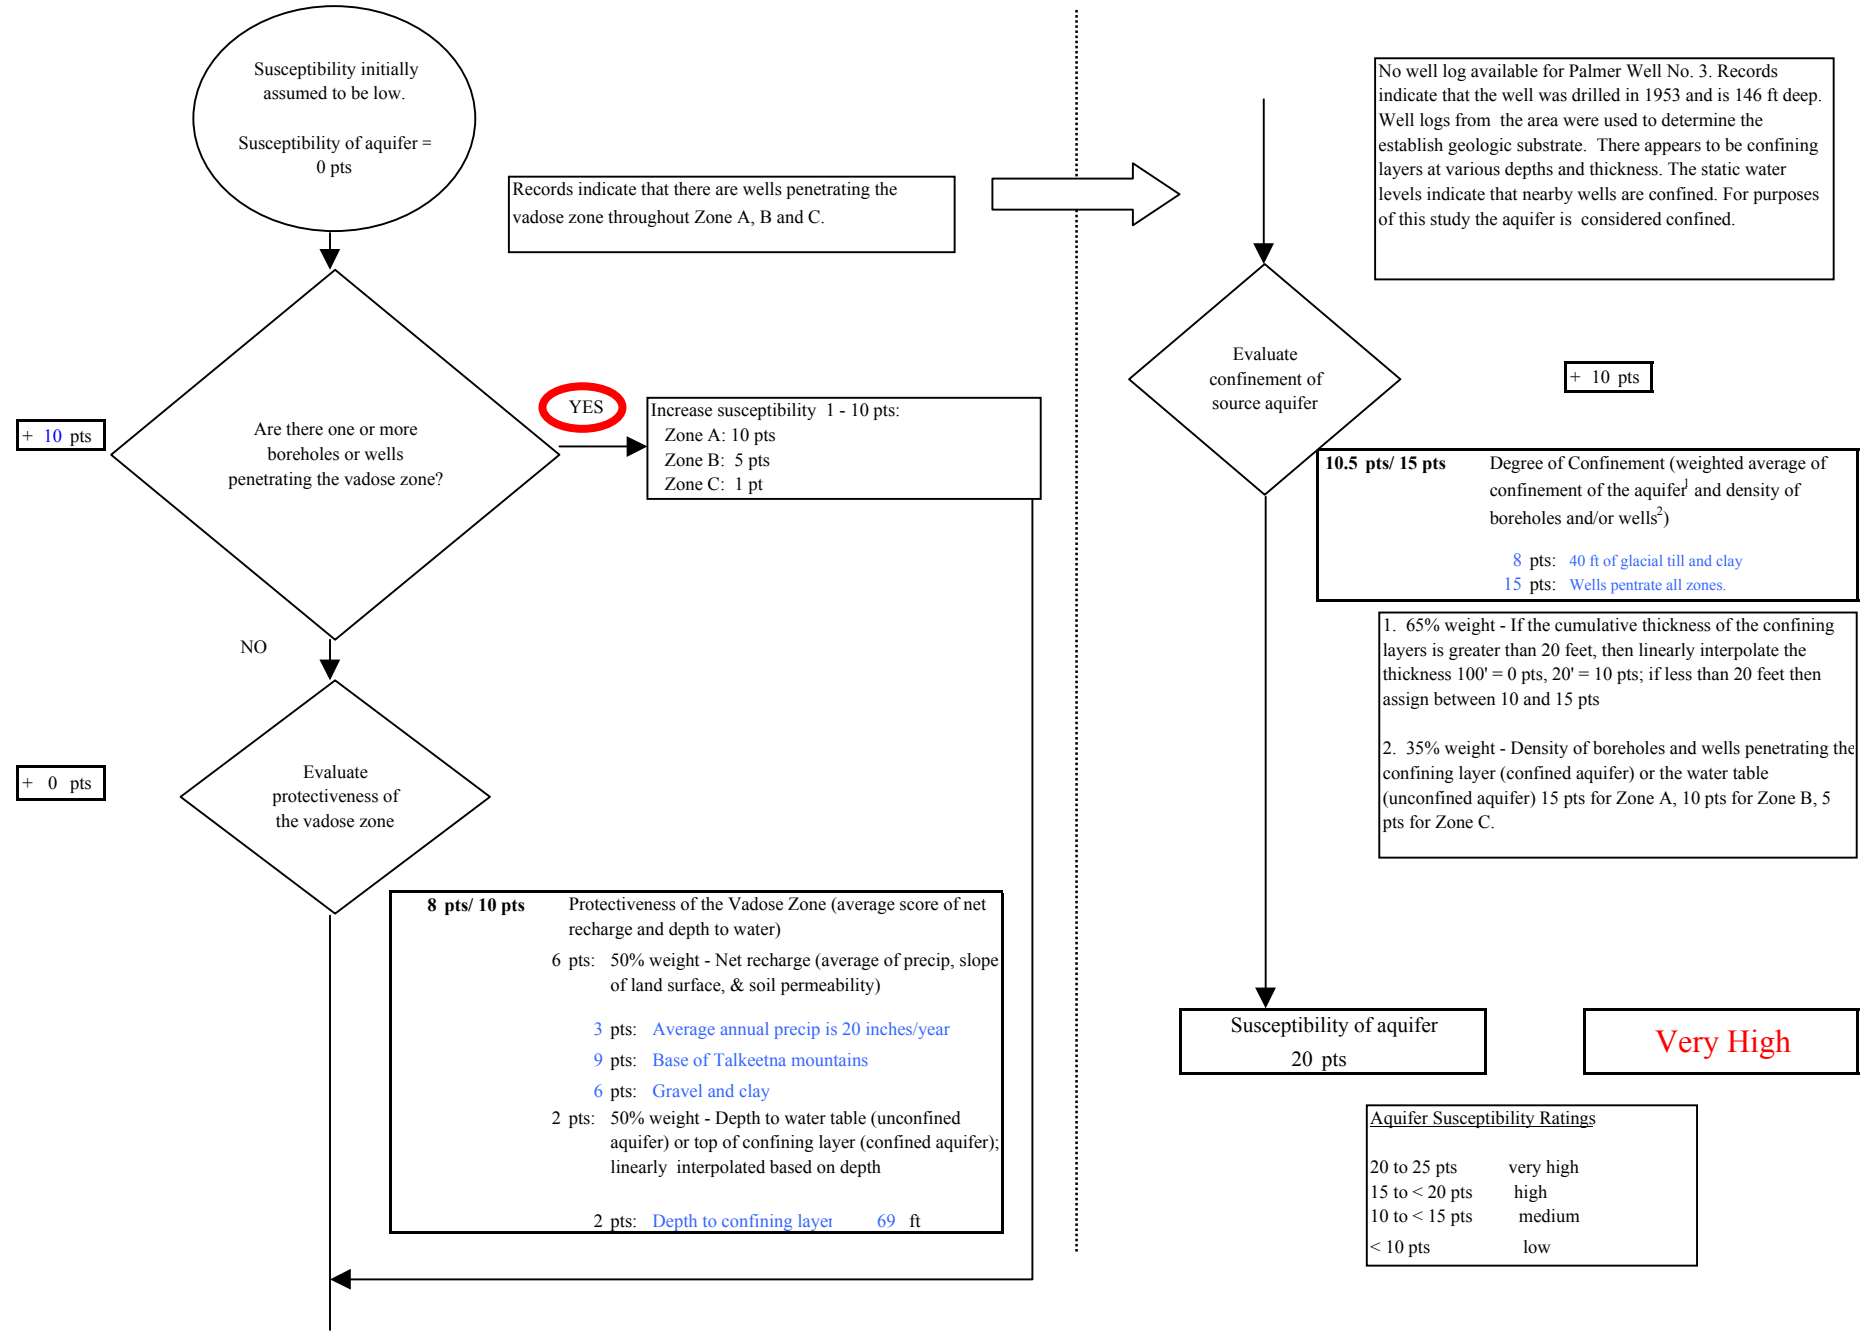 Susceptibility initially
assumed to be low.
Susceptibility of aquifer =
0 pts
Records indicate that there are wells penetrating the
vadose zone throughout Zone A, B and C.
+ 10 pts
Are there one or more
boreholes or wells
penetrating the vadose zone?
YES
Increase susceptibility 1 - 10 pts:
Zone A: 10 pts
Zone B: 5 pts
Zone C: 1 pt
NO
+ 0 pts
Evaluate
protectiveness of
the vadose zone
8 pts/ 10 pts
Protectiveness of the Vadose Zone (average score of net
recharge and depth to water)
6 pts: 50% weight - Net recharge (average of precip, slope
of land surface, & soil permeability)
3 pts: Average annual precip is 20 inches/year
9 pts: Base of Talkeetna mountains
6 pts: Gravel and clay
2 pts: 50% weight - Depth to water table (unconfined
aquifer) or top of confining layer (confined aquifer);
linearly interpolated based on depth
2 pts: Depth to confining layer 69 ft
No well log available for Palmer Well No. 3. Records
indicate that the well was drilled in 1953 and is 146 ft deep.
Well logs from the area were used to determine the
establish geologic substrate. There appears to be confining
layers at various depths and thickness. The static water
levels indicate that nearby wells are confined. For purposes
of this study the aquifer is considered confined.
Evaluate
confinement of
source aquifer
+ 10 pts
10.5 pts/ 15 pts
Degree of Confinement (weighted average of
confinement of the aquifer1 and density of
boreholes and/or wells2)
8 pts: 40 ft of glacial till and clay
15 pts: Wells pentrate all zones.
1. 65% weight - If the cumulative thickness of the confining
layers is greater than 20 feet, then linearly interpolate the
thickness 100' = 0 pts, 20' = 10 pts; if less than 20 feet then
assign between 10 and 15 pts
2. 35% weight - Density of boreholes and wells penetrating the
confining layer (confined aquifer) or the water table
(unconfined aquifer) 15 pts for Zone A, 10 pts for Zone B, 5
pts for Zone C.
Susceptibility of aquifer
20 pts
Very High
Aquifer Susceptibility Ratings
20 to 25 pts very high
15 to < 20 pts high
10 to < 15 pts medium
< 10 pts low